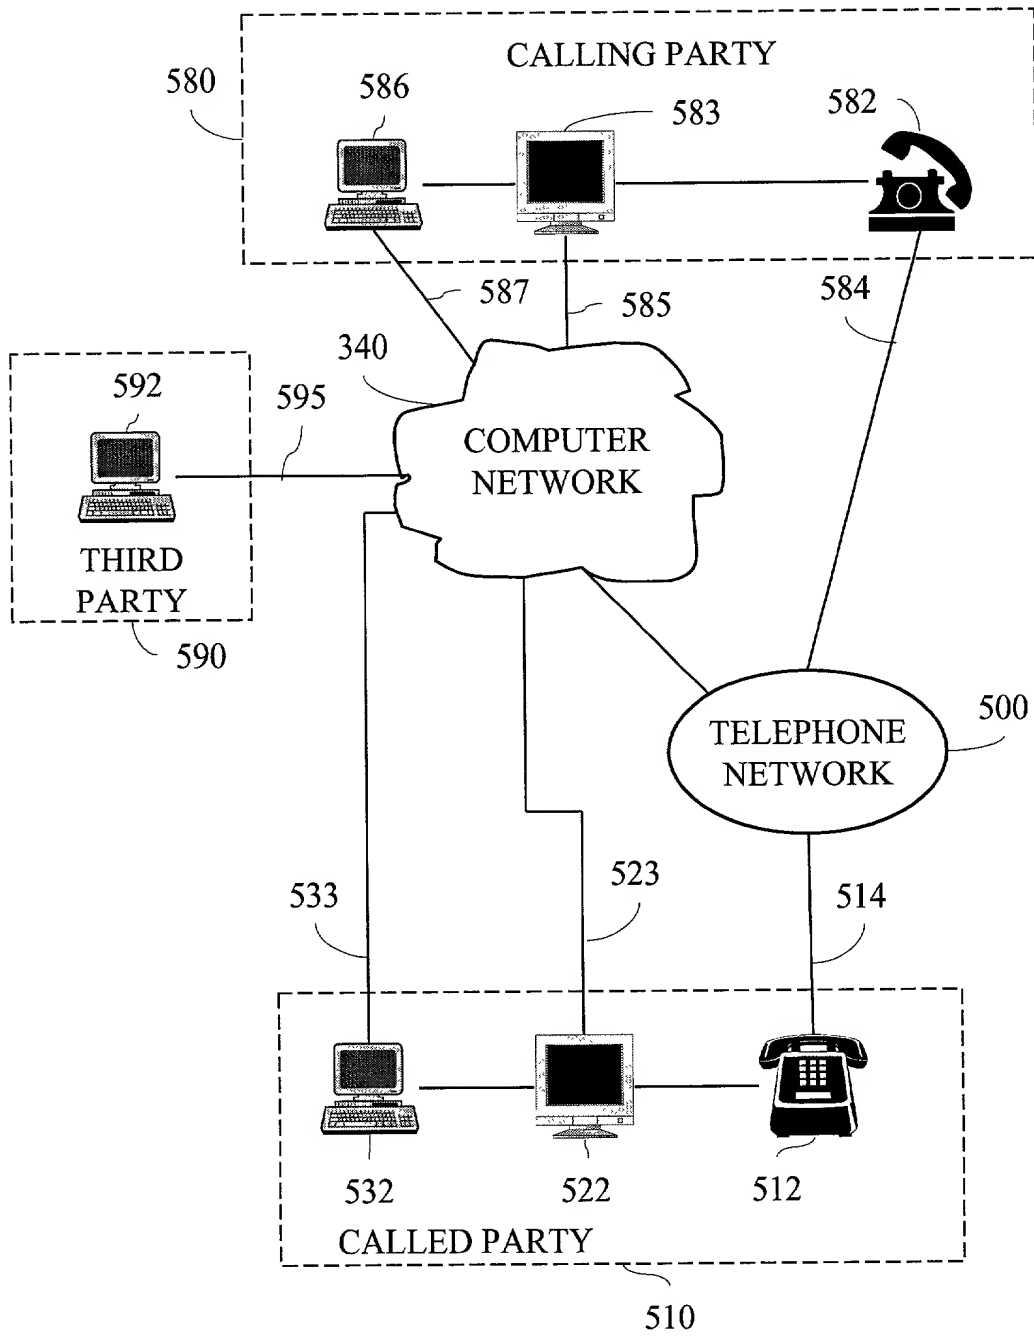 CALLING PARTY
580
586
583
582
587
585
584
340
592
595
COMPUTER
NETWORK
THIRD
PARTY
590
TELEPHONE
NETWORK
500
533
523
514
532
522
512
CALLED PARTY
510